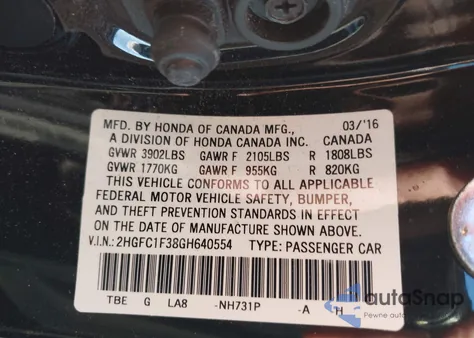 MFD. BY HONDA OF CANADA MFG., 03/'16
A DIVISION OF HONDA CANADA INC. CANADA
GVWR 3902LBS GAWR F 2105LBS R 1808LBS
GVWR 1770KG GAWR F 955KG R 820KG
THIS VEHICLE CONFORMS TO ALL APPLICABLE
FEDERAL MOTOR VEHICLE SAFETY, BUMPER,
AND THEFT PREVENTION STANDARDS IN EFFECT
ON THE DATE OF MANUFACTURE SHOWN ABOVE.
V.I.N.: 2HGFC1F38GH640554 TYPE: PASSENGER CAR
TBE G LA8 -NH731P -A H
autoSnap
Pewne auto